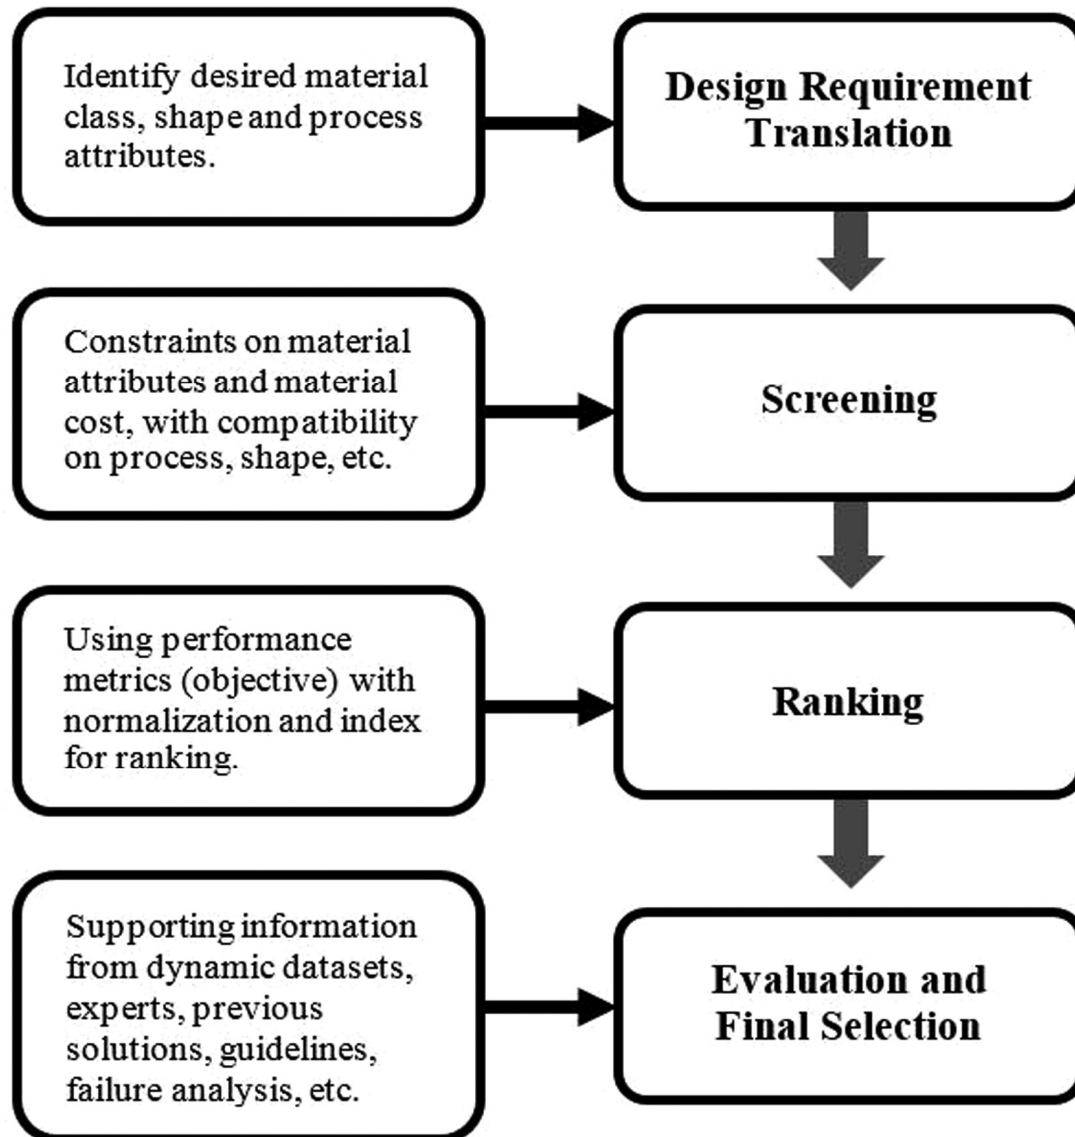 Identify desired material
class, shape and process
attributes.
Design Requirement
Translation
Constraints on material
attributes and material
cost, with compatibility
on process, shape, etc.
Screening
Using performance
metrics (objective) with
normalization and index
for ranking.
Ranking
Supporting information
from dynamic datasets,
experts, previous
solutions, guidelines,
failure analysis, etc.
Evaluation and
Final Selection